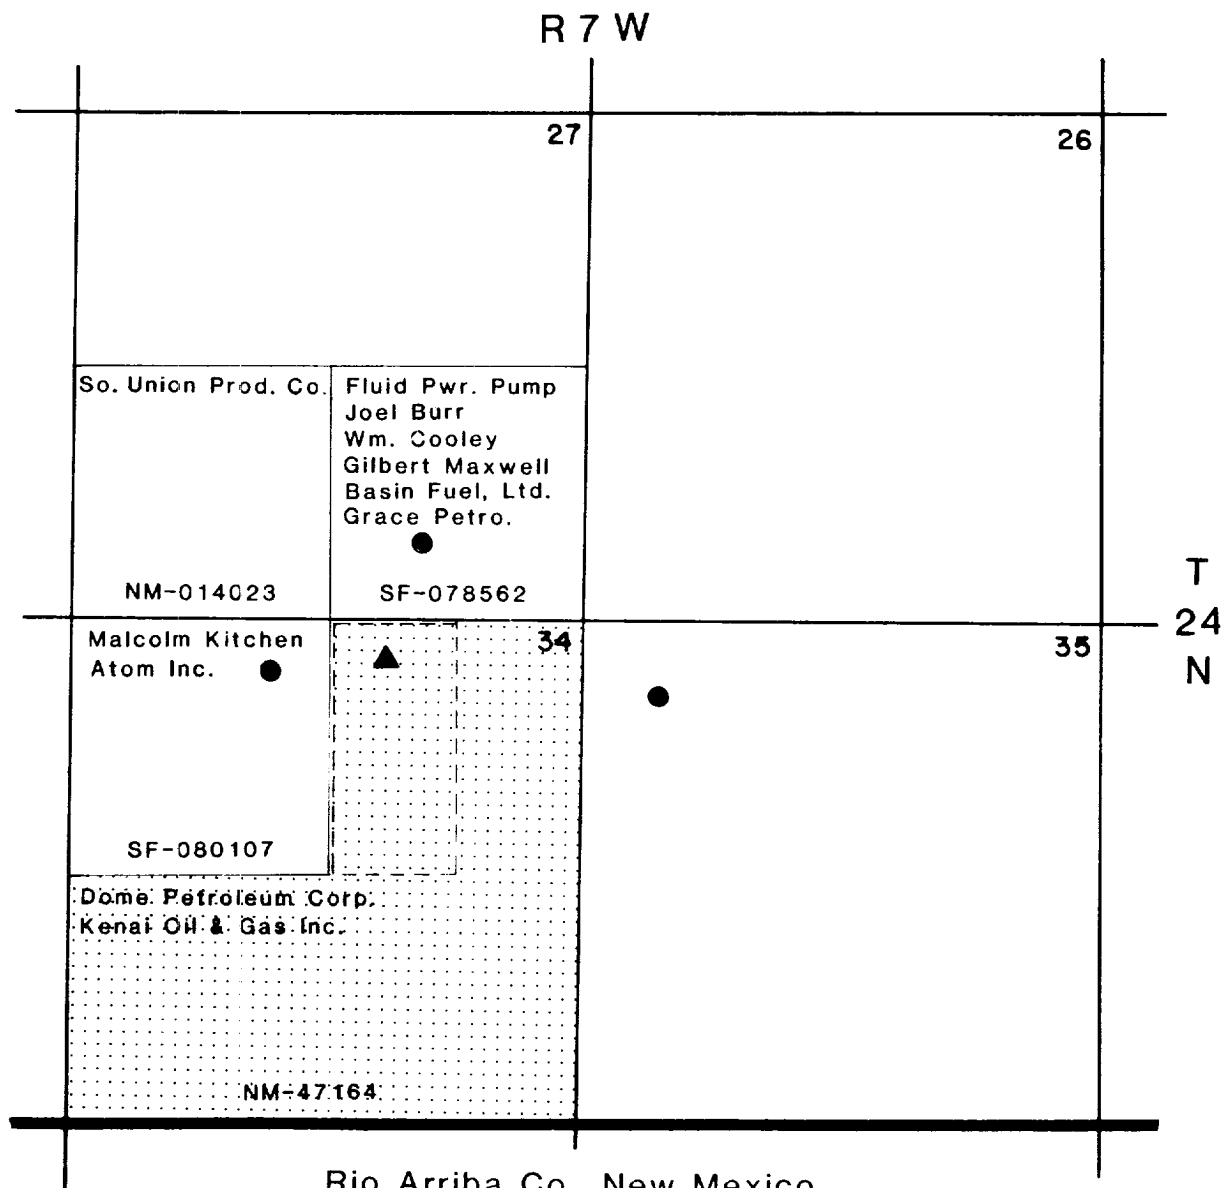 R 7 W
27
26
So. Union Prod. Co.
Fluid Pwr. Pump
Joel Burr
Wm. Cooley
Gilbert Maxwell
Basin Fuel, Ltd.
Grace Petro.
NM-014023
SF-078562
T
24
N
Malcolm Kitchen
Atom Inc.
34
35
SF-080107
Dome Petroleum Corp.
Kenai Oil & Gas Inc.
NM-47164
Rio Arriba Co. New Mexico